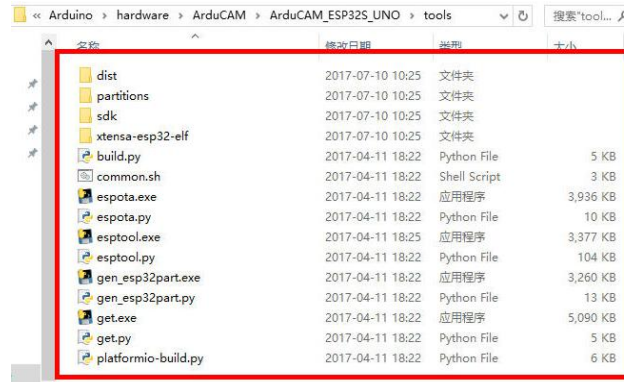 « Arduino > hardware > ArduCAM > ArduCAM_ESP32S_UNO > tools 搜索"tool...
名称 修改日期 类型 大小
dist 2017-07-10 10:25 文件夹
partitions 2017-07-10 10:25 文件夹
sdk 2017-07-10 10:25 文件夹
xtensa-esp32-elf 2017-07-10 10:25 文件夹
build.py 2017-04-11 18:22 Python File 5 KB
common.sh 2017-04-11 18:22 Shell Script 3 KB
espota.exe 2017-04-11 18:22 应用程序 3,936 KB
espota.py 2017-04-11 18:22 Python File 10 KB
esptool.exe 2017-04-11 18:25 应用程序 3,377 KB
esptool.py 2017-04-11 18:22 Python File 104 KB
gen_esp32part.exe 2017-04-11 18:22 应用程序 3,260 KB
gen_esp32part.py 2017-04-11 18:22 Python File 13 KB
get.exe 2017-04-11 18:22 应用程序 5,090 KB
get.py 2017-04-11 18:22 Python File 5 KB
platformio-build.py 2017-04-11 18:22 Python File 6 KB